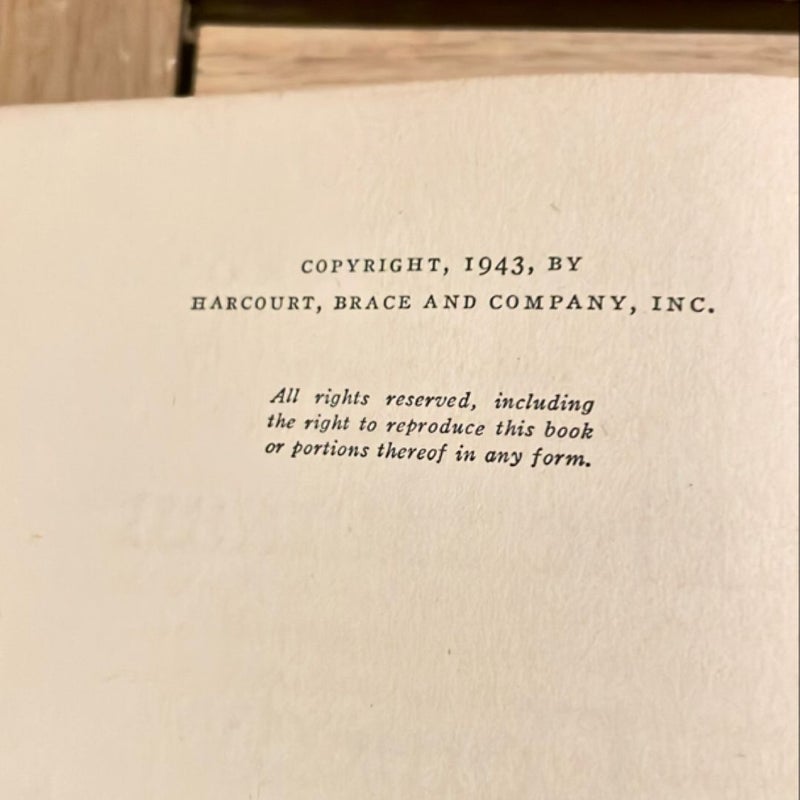 COPYRIGHT, 1943, BY
HARCOURT, BRACE AND COMPANY, INC.
All rights reserved, including
the right to reproduce this book
or portions thereof in any form.